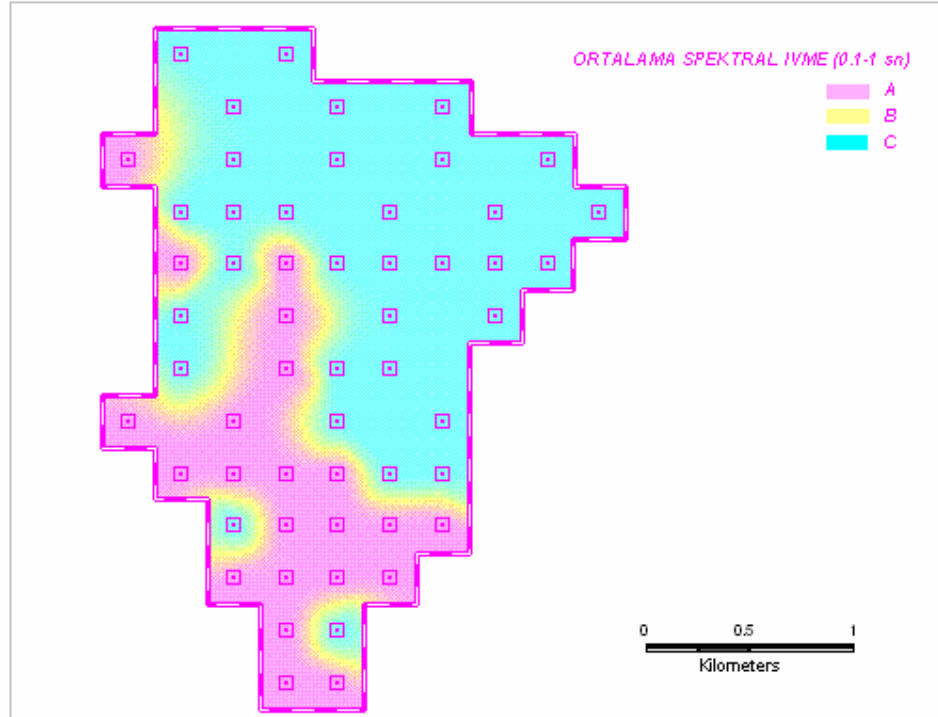 ORTALAMA SPEKTRAL IVME (0.1-1 sn)
A
B
C
0 0.5 1
Kilometers